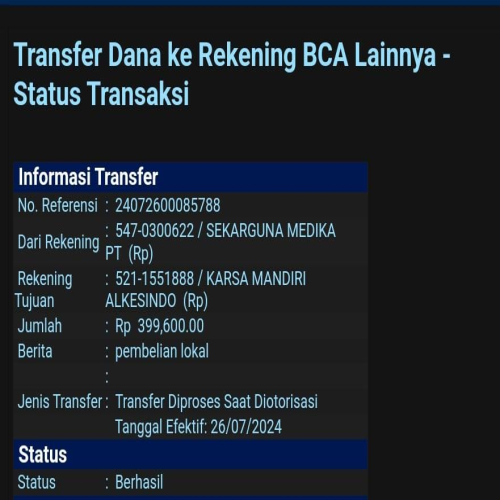 Transfer Dana ke Rekening BCA Lainnya -
Status Transaksi
Informasi Transfer
No. Referensi : 24072600085788
Dari Rekening : 547-0300622 / SEKARGUNA MEDIKA
PT (Rp)
Rekening : 521-1551888 / KARSA MANDIRI
Tujuan ALKESINDO (Rp)
Jumlah : Rp 399,600.00
Berita : pembelian lokal
:
Jenis Transfer : Transfer Diproses Saat Diotorisasi
Tanggal Efektif: 26/07/2024
Status
Status : Berhasil